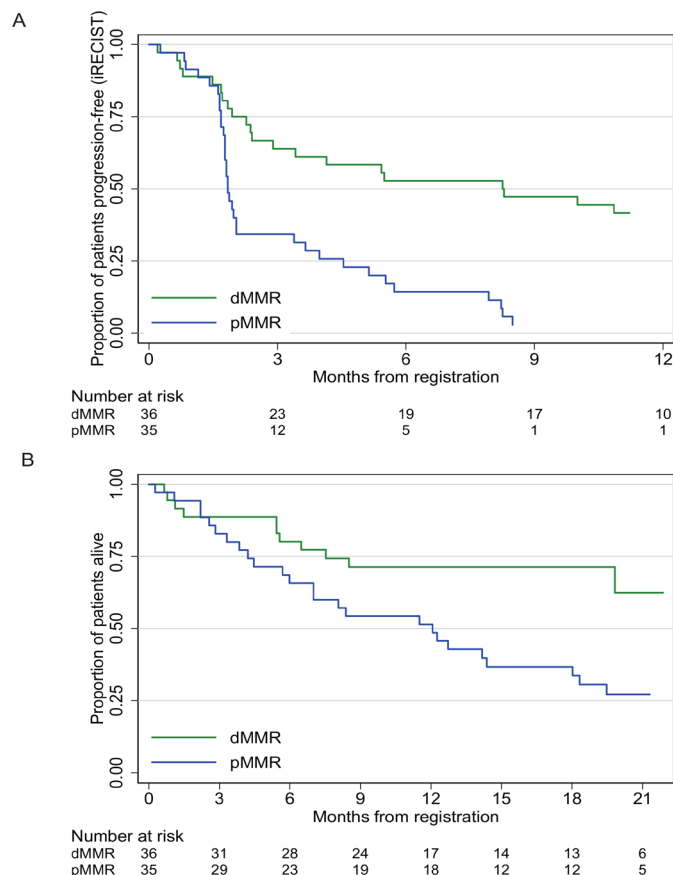 A
Proportion of patients progression-free (iRECIST)
1.00
0.75
0.50
0.25
0.00
dMMR
pMMR
0 3 6 9 12
Months from registration
Number at risk
dMMR 36 23 19 17 10
pMMR 35 12 5 1 1
B
Proportion of patients alive
1.00
0.75
0.50
0.25
0.00
dMMR
pMMR
0 3 6 9 12 15 18 21
Months from registration
Number at risk
dMMR 36 31 28 24 17 14 13 6
pMMR 35 29 23 19 18 12 12 5